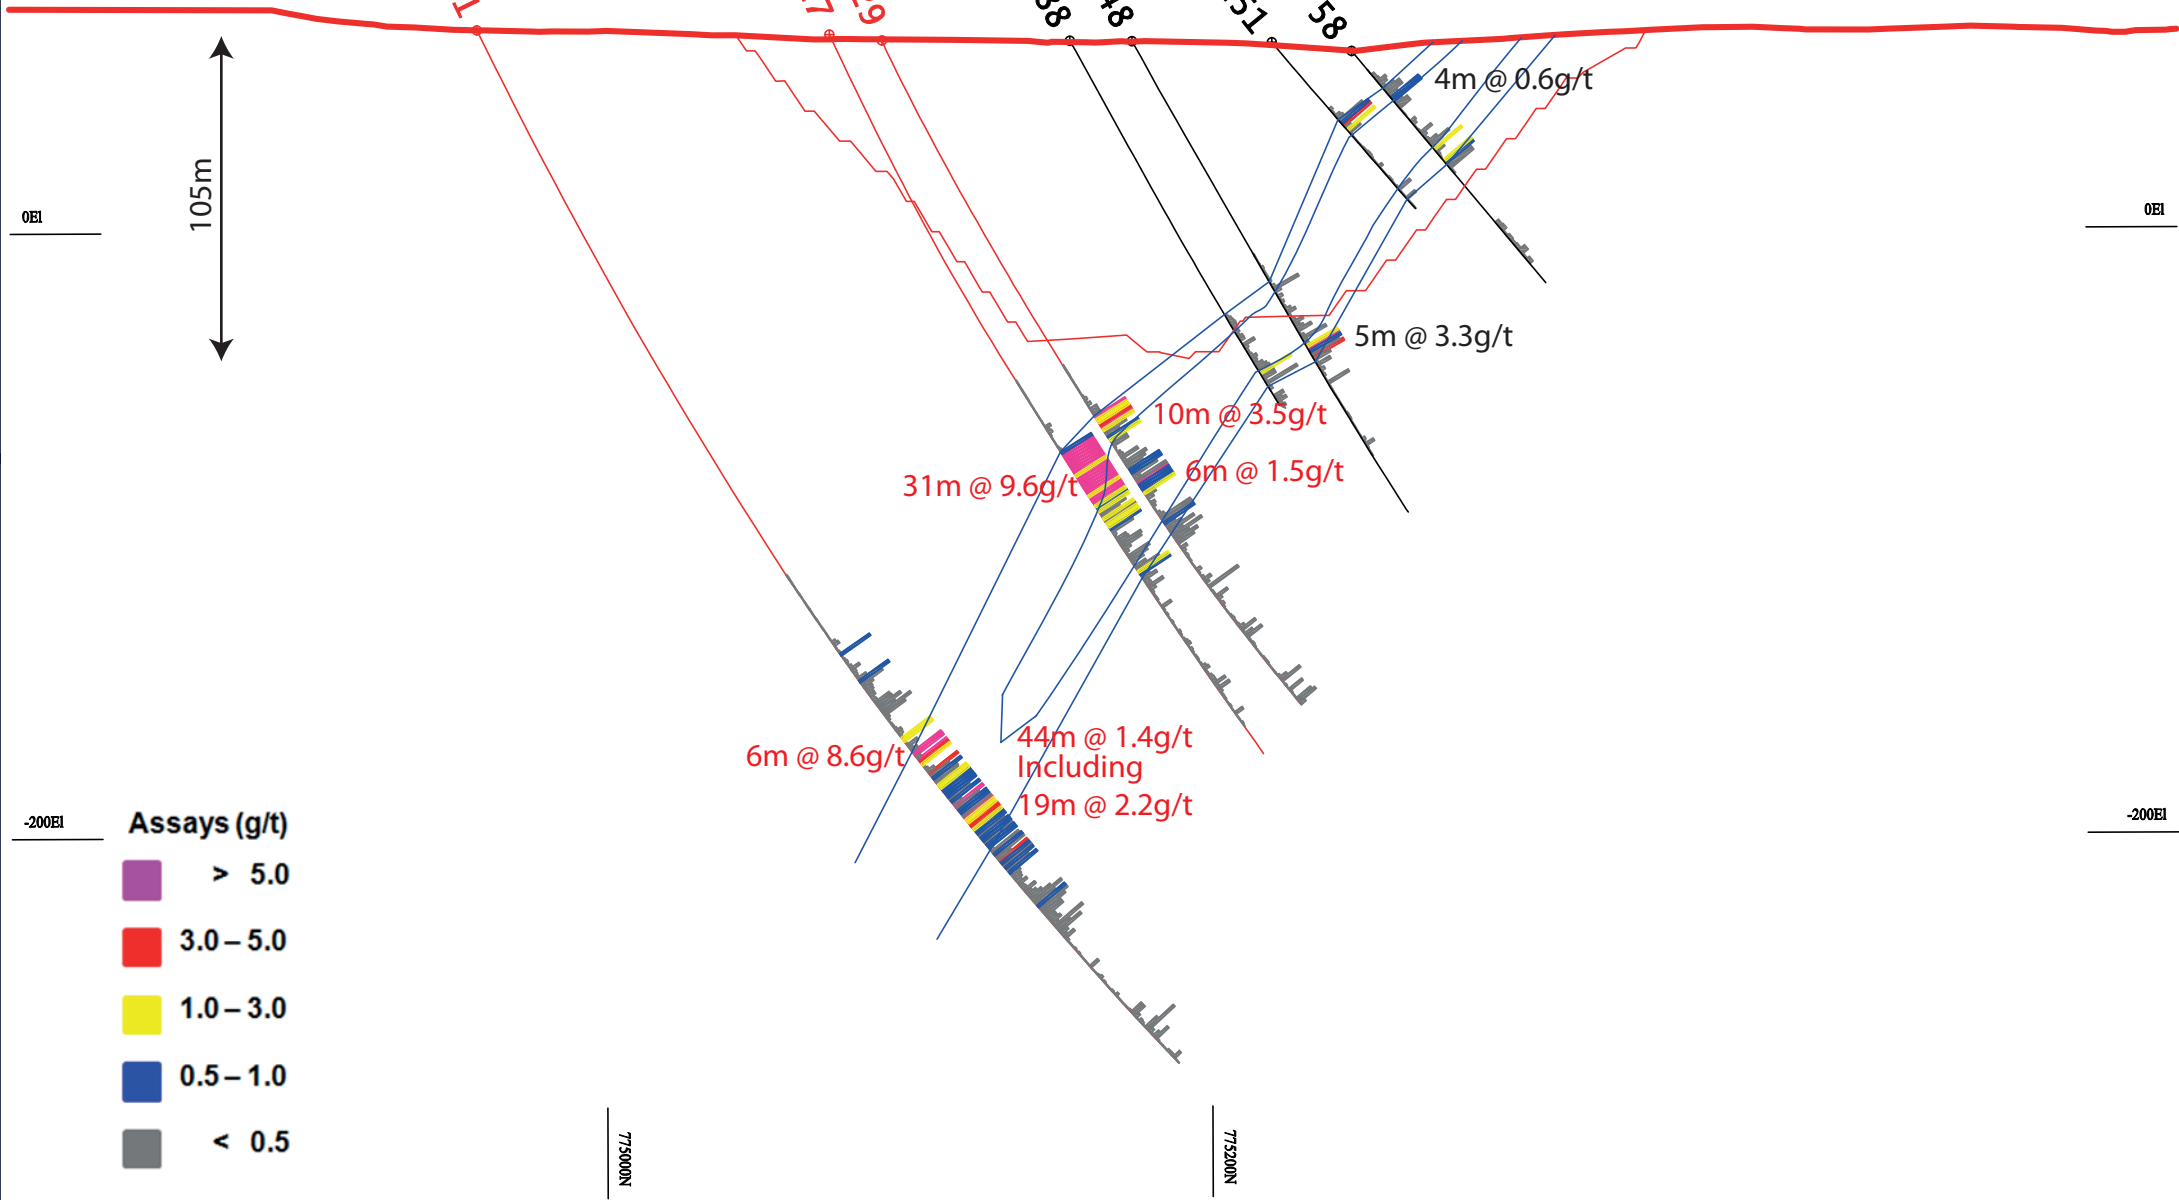 58
4m @ 0.6g/t
105m
0El
0El
5m @ 3.3g/t
10m @ 3.5g/t
31m @ 9.6g/t
6m @ 1.5g/t
44m @ 1.4g/t
6m @ 8.6g/t
Including
19m @ 2.2g/t
-200El
-200El
Assays (g/t)
> 5.0
3.0 – 5.0
1.0 – 3.0
0.5 – 1.0
< 0.5
775000N
775200N